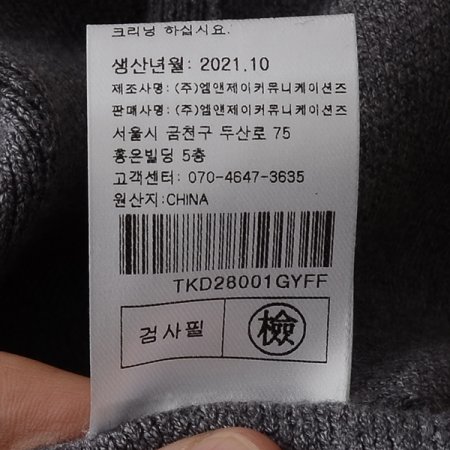 크리닝 하십시요.
생산년월: 2021.10
제조사명: (주)엠앤제이커뮤니케이션즈
판매사명: (주)엠앤제이커뮤니케이션즈
서울시 금천구 두산로 75
홍은빌딩 5층
고객센터: 070-4647-3635
원산지:CHINA
TKD28001GYFF
검사필 檢